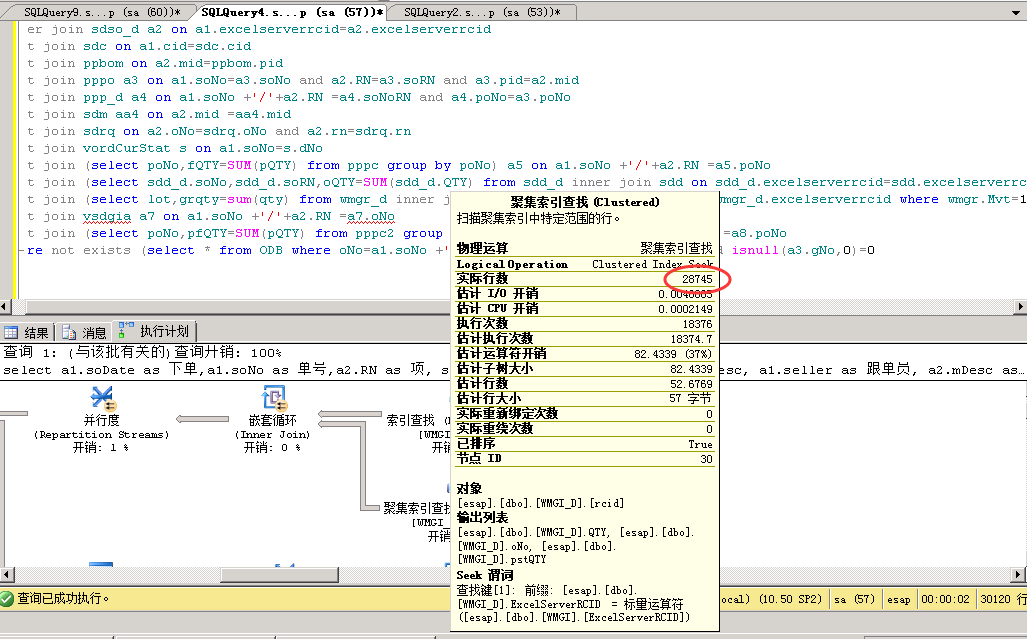 SQLQuery9.s...p (sa (60))* SQLQuery4.s...p (sa (57))* SQLQuery2.s...p (sa (53))*
er join sdso_d a2 on a1.excelserverrcid=a2.excelserverrcid
t join sdc on a1.cid=sdc.cid
t join ppbom on a2.mid=ppbom.pid
t join pppo a3 on a1.soNo=a3.soNo and a2.RN=a3.soRN and a3.pid=a2.mid
t join ppp_d a4 on a1.soNo +'/'+a2.RN =a4.soNoRN and a4.poNo=a3.poNo
t join sdm aa4 on a2.mid =aa4.mid
t join sdrq on a2.oNo=sdrq.oNo and a2.rn=sdrq.rn
t join vordCurStat s on a1.soNo=s.dNo
t join (select poNo,fQTY=SUM(pQTY) from pppc group by poNo) a5 on a1.soNo +'/'+a2.RN =a5.poNo
t join (select sdd_d.soNo,sdd_d.soRN,oQTY=SUM(sdd_d.QTY) from sdd_d inner join sdd on sdd_d.excelserverrcid=sdd.excelserverrc
t join (select lot,grqty=sum(qty) from wmgr_d inner j wmgr_d.excelserverrcid where wmgr.Mvt=1
t join vsdgia a7 on a1.soNo +'/'+a2.RN =a7.oNo
t join (select poNo,pfQTY=SUM(pQTY) from pppc2 group =a8.poNo
re not exists (select * from ODB where oNo=a1.soNo +' isnull(a3.gNo,0)=0
聚集索引查找 (Clustered)
扫描聚集索引中特定范围的行。
物理运算 聚集索引查找
Logical Operation Clustered Index Seek
实际行数 28745
估计 I/O 开销 0.0046885
估计 CPU 开销 0.0002149
执行次数 18376
估计执行次数 18374.7
估计运算符开销 82.4339 (37%)
估计子树大小 82.4339
估计行数 52.6769
估计行大小 57 字节
实际重新绑定次数 0
实际重绕次数 0
已排序 True
节点 ID 30
对象
[esap].[dbo].[WMGI_D].[rcid]
输出列表
[esap].[dbo].[WMGI_D].QTY, [esap].[dbo].
[WMGI_D].oNo, [esap].[dbo].
[WMGI_D].pstQTY
Seek 谓词
查找键[1]: 前缀: [esap].[dbo].
[WMGI_D].ExcelServerRCID = 标量运算符
([esap].[dbo].[WMGI].[ExcelServerRCID])
结果 消息 执行计划
查询 1: (与该批有关的)查询开销: 100%
select a1.soDate as 下单,a1.soNo as 单号,a2.RN as 项, s esc, a1.seller as 跟单员, a2.mDesc as…
并行度
(Repartition Streams)
开销: 1 %
嵌套循环
(Inner Join)
开销: 0 %
索引查找 (
[WMG
开销
聚集索引查找
[WMGI
开销
查询已成功执行。
ocal) (10.50 SP2) sa (57) esap 00:00:02 30120 行